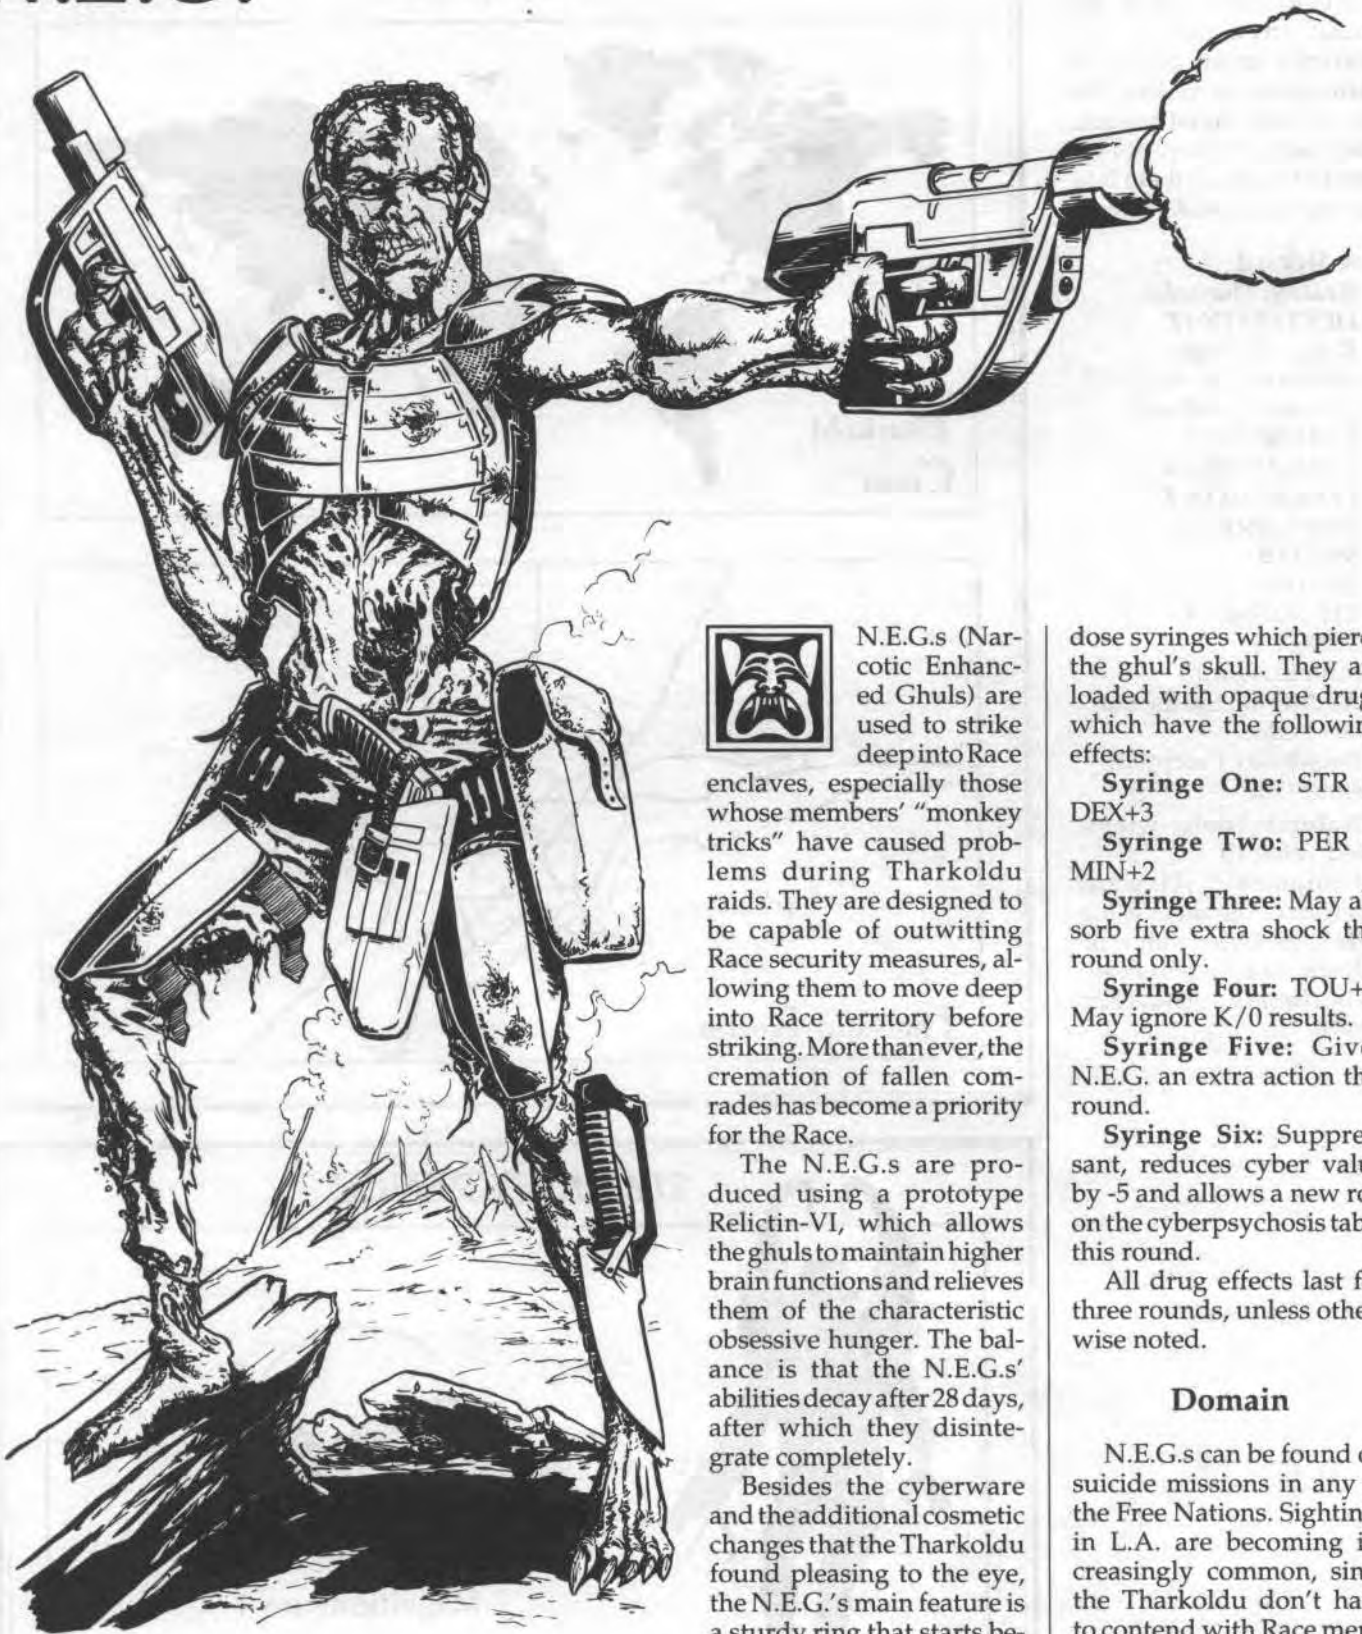 N.E.G.s (Nar-
cotic Enhanc-
ed Ghuls) are
used to strike
deep into Race
enclaves, especially those
whose members' "monkey
tricks" have caused prob-
lems during Tharkoldu
raids. They are designed to
be capable of outwitting
Race security measures, al-
lowing them to move deep
into Race territory before
striking. More than ever, the
cremation of fallen com-
rades has become a priority
for the Race.
The N.E.G.s are pro-
duced using a prototype
Relictin-VI, which allows
the ghuls to maintain higher
brain functions and relieves
them of the characteristic
obsessive hunger. The bal-
ance is that the N.E.G.s'
abilities decay after 28 days,
after which they disinte-
grate completely.
Besides the cyberware
and the additional cosmetic
changes that the Tharkoldu
found pleasing to the eye,
the N.E.G.'s main feature is
a sturdy ring that starts be-
dose syringes which pierc
the ghul's skull. They a
loaded with opaque drug
which have the followin
effects:
Syringe One: STR
DEX+3
Syringe Two: PER
MIN+2
Syringe Three: May a
sorb five extra shock th
round only.
Syringe Four: TOU+
May ignore K/0 results.
Syringe Five: Give
N.E.G. an extra action th
round.
Syringe Six: Suppre
sant, reduces cyber valu
by -5 and allows a new ro
on the cyberpsychosis tab
this round.
All drug effects last f
three rounds, unless othe
wise noted.
Domain
N.E.G.s can be found o
suicide missions in any
the Free Nations. Sightin
in L.A. are becoming i
creasingly common, sin
the Tharkoldu don't ha
to contend with Race mem